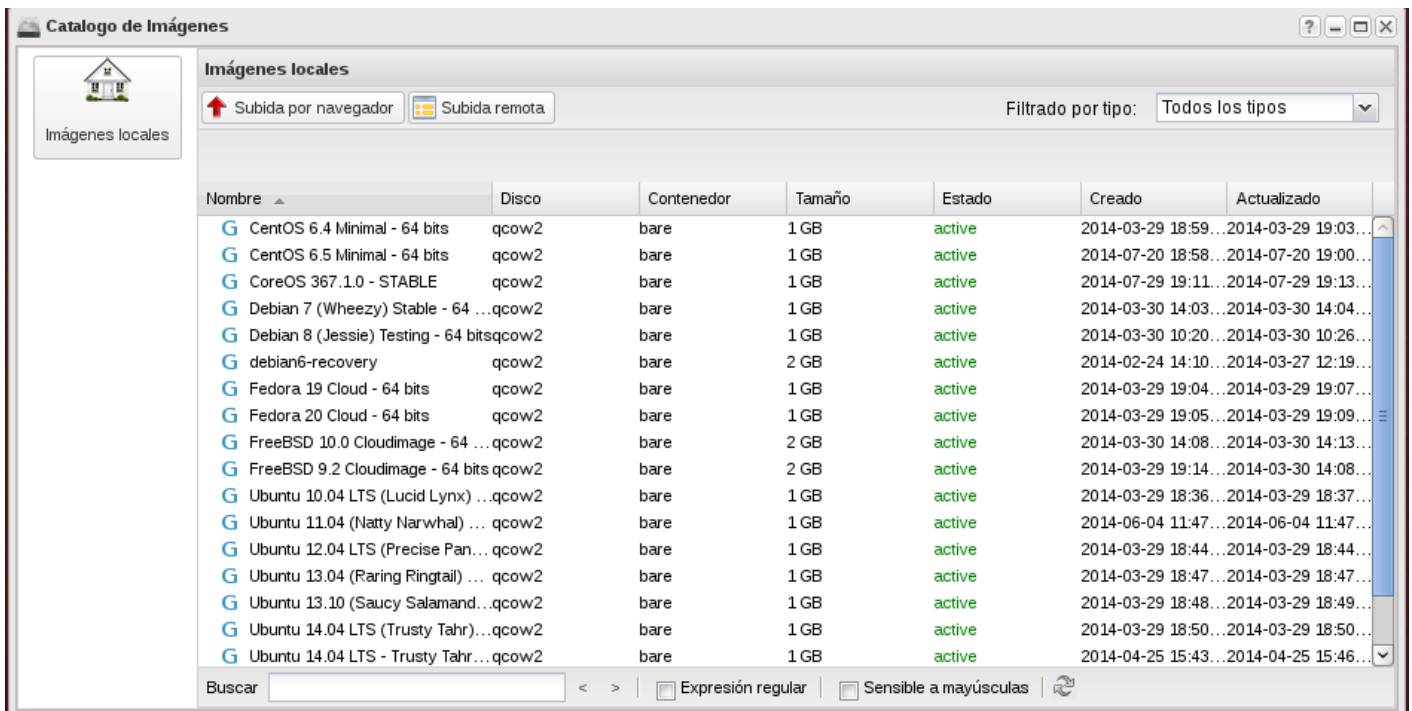 Catalogo de Imágenes
Imágenes locales
Imágenes locales
Subida por navegador Subida remota Filtrado por tipo: Todos los tipos
Nombre Disco Contenedor Tamaño Estado Creado Actualizado
G CentOS 6.4 Minimal - 64 bits qcow2 bare 1 GB active 2014-03-29 18:59... 2014-03-29 19:03...
G CentOS 6.5 Minimal - 64 bits qcow2 bare 1 GB active 2014-07-20 18:58... 2014-07-20 19:00...
G CoreOS 367.1.0 - STABLE qcow2 bare 1 GB active 2014-07-29 19:11... 2014-07-29 19:13...
G Debian 7 (Wheezy) Stable - 64 ... qcow2 bare 1 GB active 2014-03-30 14:03... 2014-03-30 14:04...
G Debian 8 (Jessie) Testing - 64 bits qcow2 bare 1 GB active 2014-03-30 10:20... 2014-03-30 10:26...
G debian6-recovery qcow2 bare 2 GB active 2014-02-24 14:10... 2014-03-27 12:19...
G Fedora 19 Cloud - 64 bits qcow2 bare 1 GB active 2014-03-29 19:04... 2014-03-29 19:07...
G Fedora 20 Cloud - 64 bits qcow2 bare 1 GB active 2014-03-29 19:05... 2014-03-29 19:09...
G FreeBSD 10.0 Cloudimage - 64 ... qcow2 bare 2 GB active 2014-03-30 14:08... 2014-03-30 14:13...
G FreeBSD 9.2 Cloudimage - 64 bits qcow2 bare 2 GB active 2014-03-29 19:14... 2014-03-30 14:08...
G Ubuntu 10.04 LTS (Lucid Lynx) ... qcow2 bare 1 GB active 2014-03-29 18:36... 2014-03-29 18:37...
G Ubuntu 11.04 (Natty Narwhal) ... qcow2 bare 1 GB active 2014-06-04 11:47... 2014-06-04 11:47...
G Ubuntu 12.04 LTS (Precise Pan... qcow2 bare 1 GB active 2014-03-29 18:44... 2014-03-29 18:44...
G Ubuntu 13.04 (Raring Ringtail) ... qcow2 bare 1 GB active 2014-03-29 18:47... 2014-03-29 18:47...
G Ubuntu 13.10 (Saucy Salamand... qcow2 bare 1 GB active 2014-03-29 18:48... 2014-03-29 18:49...
G Ubuntu 14.04 LTS (Trusty Tahr)... qcow2 bare 1 GB active 2014-03-29 18:50... 2014-03-29 18:50...
G Ubuntu 14.04 LTS - Trusty Tahr... qcow2 bare 1 GB active 2014-04-25 15:43... 2014-04-25 15:46...
Buscar < > Expresión regular Sensible a mayúsculas